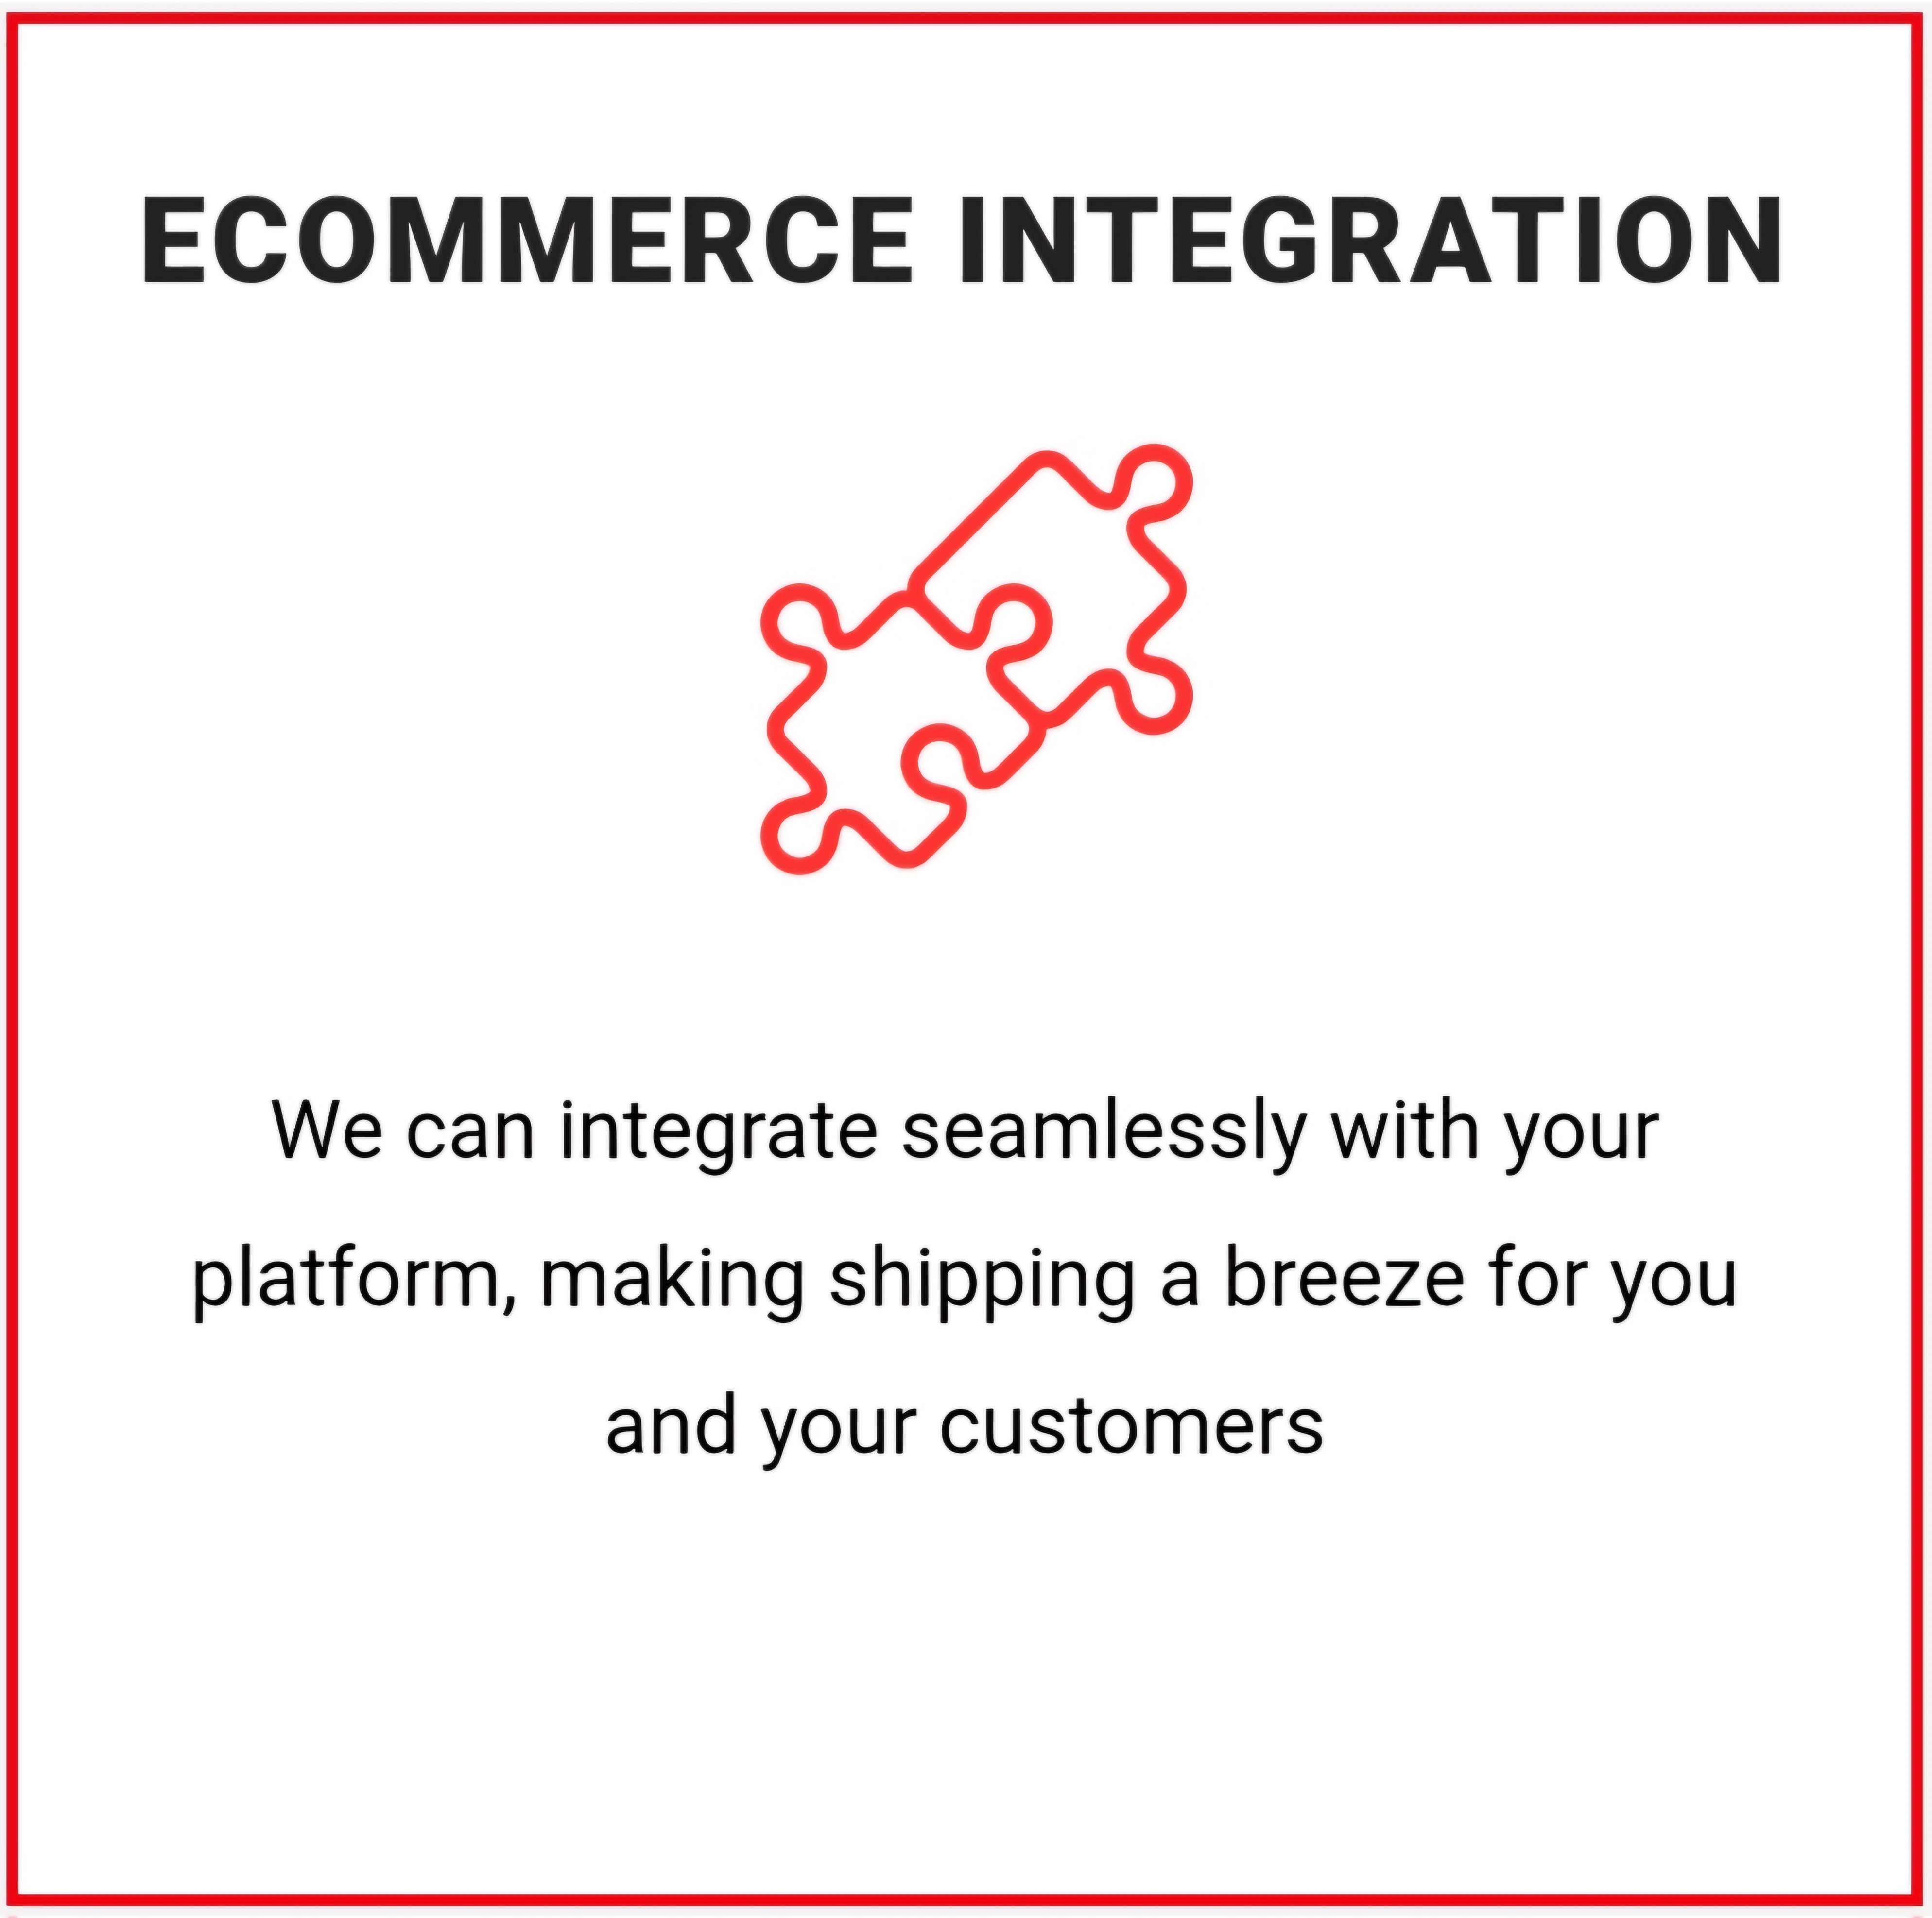 ECOMMERCE INTEGRATION
We can integrate seamlessly with your
platform, making shipping a breeze for you
and your customers